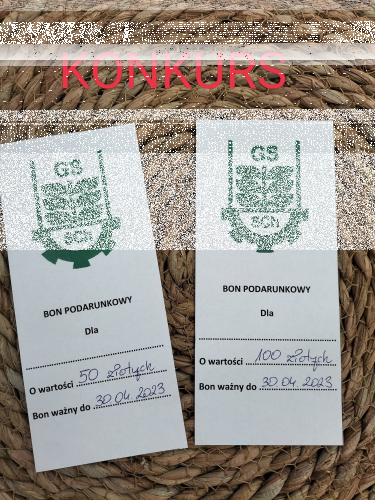 KONKURS
GS
SCh
BON PODARUNKOWY
Dla
O wartości 50 złotych
Bon ważny do 30.04.2023
GS
SCh
BON PODARUNKOWY
Dla
O wartości 100 złotych
Bon ważny do 30.04.2023